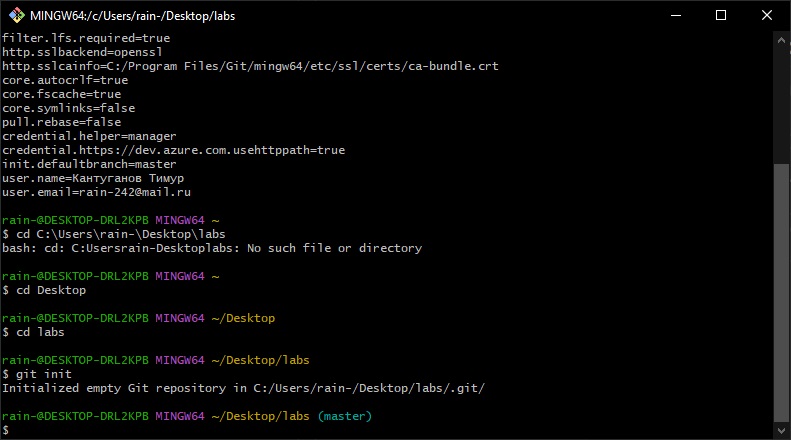 MINGW64:/c/Users/rain-/Desktop/labs
filter.lfs.required=true
http.sslbackend=openssl
http.sslcainfo=C:/Program Files/Git/mingw64/etc/ssl/certs/ca-bundle.crt
core.autocrlf=true
core.fscache=true
core.symlinks=false
pull.rebase=false
credential.helper=manager
credential.https://dev.azure.com.usehttppath=true
init.defaultbranch=master
user.name=Кантуганов Тимур
user.email=rain-242@mail.ru
rain-@DESKTOP-DRL2KPB MINGW64 ~
$ cd C:\Users\rain-\Desktop\labs
bash: cd: C:Usersrain-Desktoplabs: No such file or directory
rain-@DESKTOP-DRL2KPB MINGW64 ~
$ cd Desktop
rain-@DESKTOP-DRL2KPB MINGW64 ~/Desktop
$ cd labs
rain-@DESKTOP-DRL2KPB MINGW64 ~/Desktop/labs
$ git init
Initialized empty Git repository in C:/Users/rain-/Desktop/labs/.git/
rain-@DESKTOP-DRL2KPB MINGW64 ~/Desktop/labs (master)
$